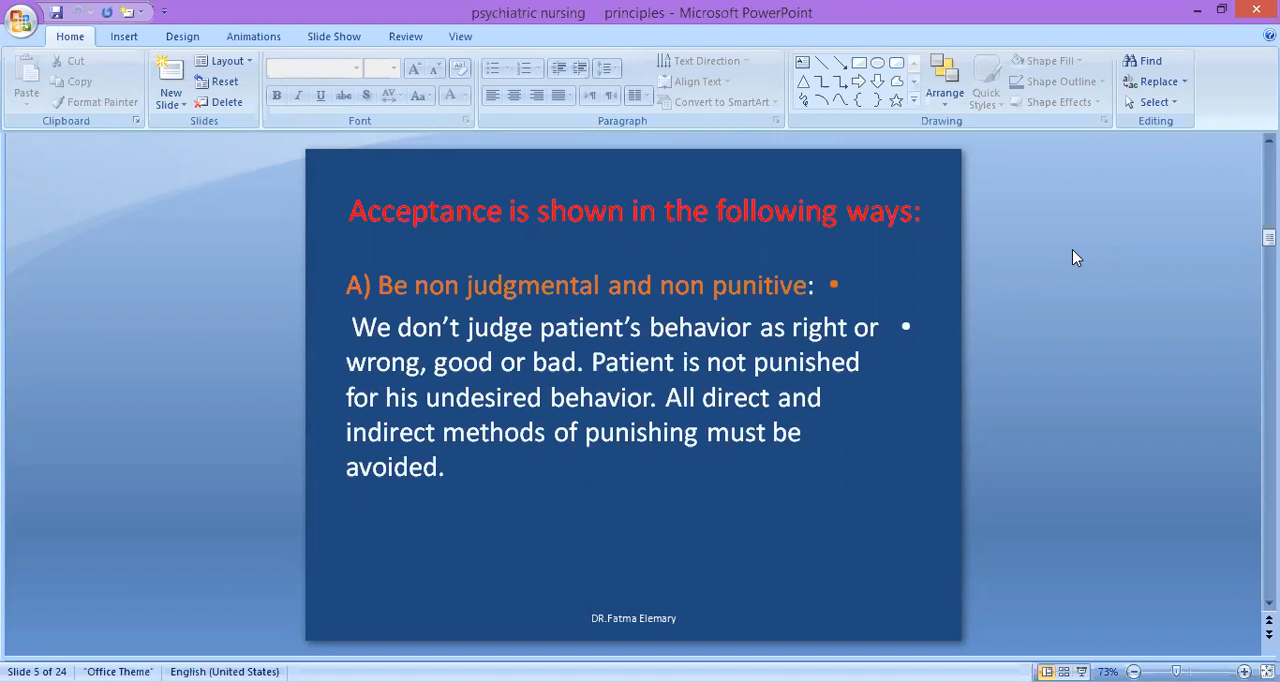 psychiatric nursing principles - Microsoft PowerPoint
Home Insert Design Animations Slide Show Review View
Paste
Cut
Copy
Format Painter
Clipboard
New
Slide
Layout
Reset
Delete
Slides
B I U abc S AV Aa A
Font
Text Direction
Align Text
Convert to SmartArt
Paragraph
Arrange
Quick
Styles
Shape Fill
Shape Outline
Shape Effects
Drawing
Find
Replace
Select
Editing
Acceptance is shown in the following ways:
A) Be non judgmental and non punitive: •
We don’t judge patient’s behavior as right or •
wrong, good or bad. Patient is not punished
for his undesired behavior. All direct and
indirect methods of punishing must be
avoided.
DR.Fatma Elemary
Slide 5 of 24 "Office Theme" English (United States) 73%